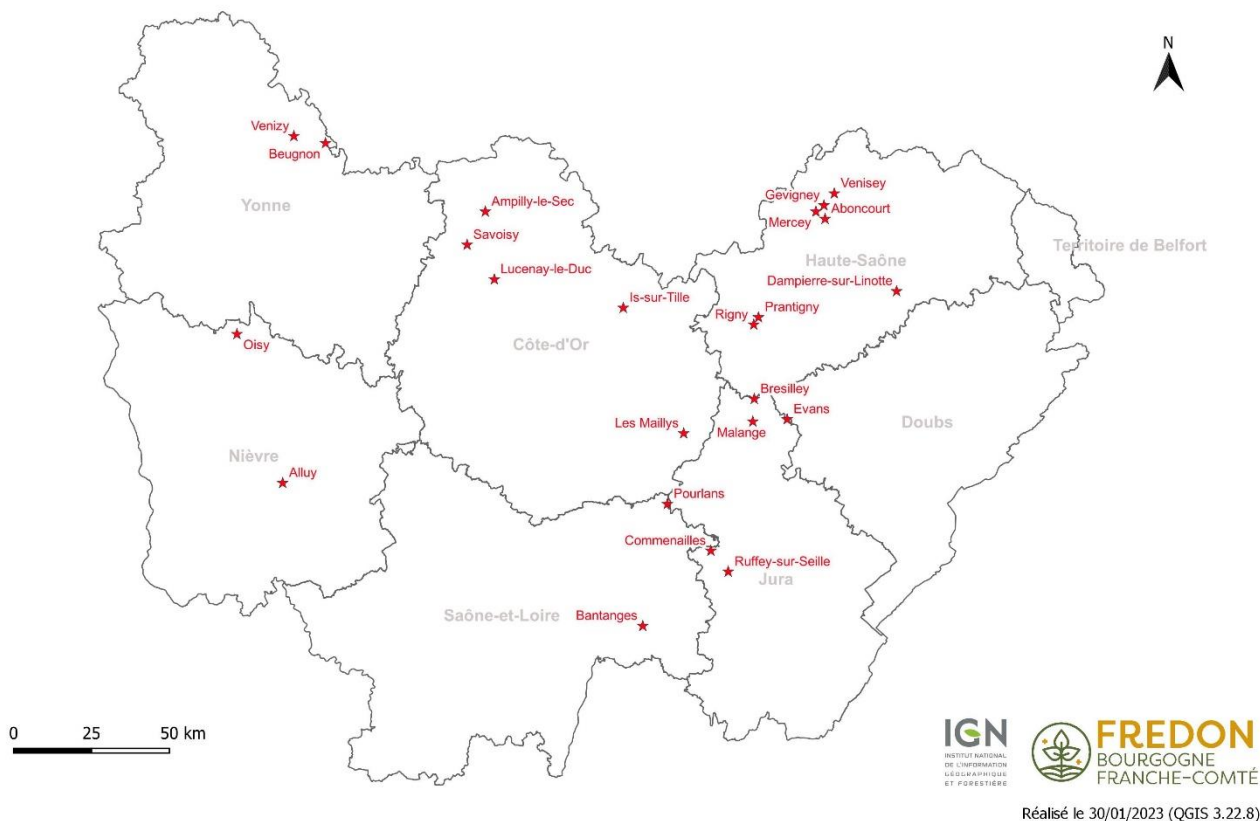 N
Venizy
Beugnon
Yonne
Ampilly-le-Sec
Savoisy
Lucenay-le-Duc
Is-sur-Tille
Côte-d'Or
Venisey
Gevigney
Aboncourt
Mercey
Haute-Saône
Territoire de Belfort
Dampierre-sur-Linotte
Prantigny
Rigny
Oisy
Bresilley
Evans
Malange
Les Maillys
Doubs
Nièvre
Alluy
Pourlans
Commenailles
Ruffey-sur-Seille
Jura
Saône-et-Loire
Bantanges
0 25 50 km
IGN
INSTITUT NATIONAL
DE L'INFORMATION
GÉOGRAPHIQUE
ET FORESTIÈRE
FREDON
BOURGOGNE
FRANCHE-COMTÉ
Réalisé le 30/01/2023 (QGIS 3.22.8)